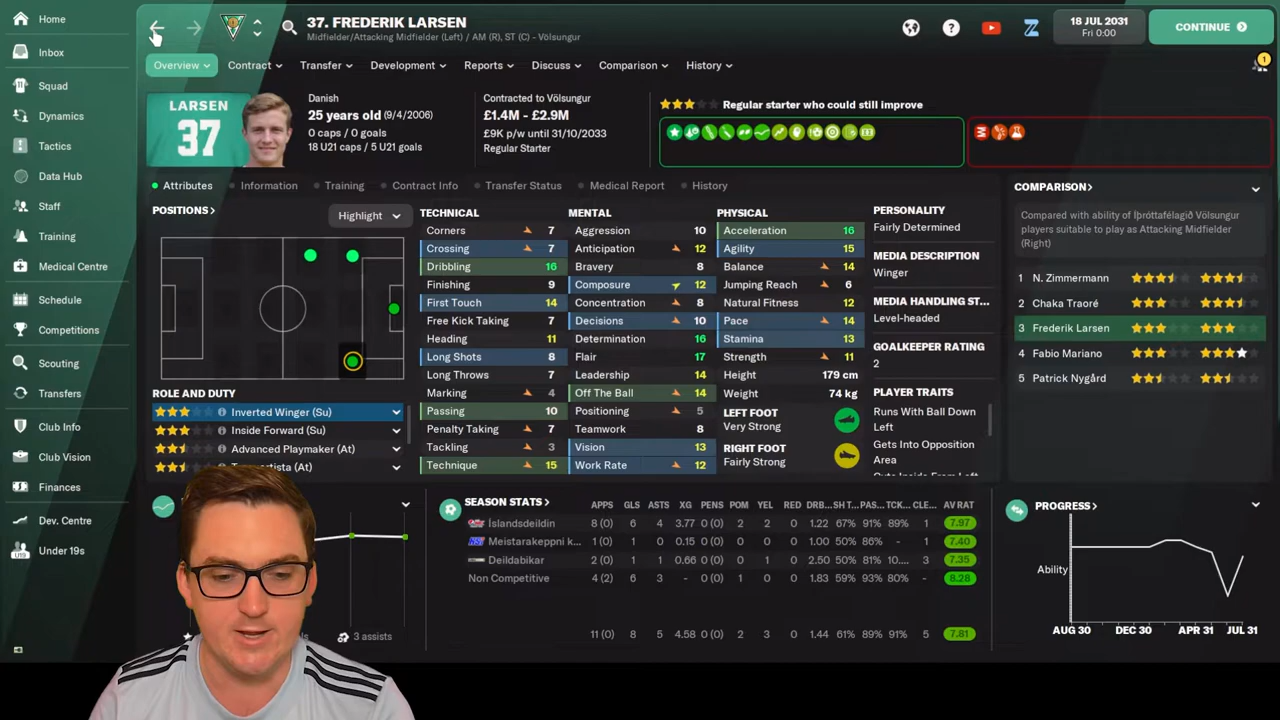 Home
Inbox
Squad
Dynamics
Tactics
Data Hub
Staff
Training
Medical Centre
Schedule
Competitions
Scouting
Transfers
Club Info
Club Vision
Finances
Dev. Centre
Under 19s
37. FREDERIK LARSEN
Midfielder/Attacking Midfielder (Left) / AM (R), ST (C) - Völsungur
18 JUL 2031
Fri 0:00
CONTINUE
Overview
Contract
Transfer
Development
Reports
Discuss
Comparison
History
1
LARSEN
37
Danish
25 years old (9/4/2006)
0 caps / 0 goals
18 U21 caps / 5 U21 goals
Contracted to Völsungur
£1.4M - £2.9M
£9K p/w until 31/10/2033
Regular Starter
Regular starter who could still improve
Attributes
Information
Training
Contract Info
Transfer Status
Medical Report
History
POSITIONS
Highlight
ROLE AND DUTY
Inverted Winger (Su)
Inside Forward (Su)
Advanced Playmaker (At)
TECHNICAL
Corners 7
Crossing 7
Dribbling 16
Finishing 9
First Touch 14
Free Kick Taking 7
Heading 11
Long Shots 8
Long Throws 7
Marking 4
Passing 10
Penalty Taking 7
Tackling 3
Technique 15
MENTAL
Aggression 10
Anticipation 12
Bravery 8
Composure 12
Concentration 8
Decisions 10
Determination 16
Flair 17
Leadership 14
Off The Ball 14
Positioning 5
Teamwork 8
Vision 13
Work Rate 12
PHYSICAL
Acceleration 16
Agility 15
Balance 14
Jumping Reach 6
Natural Fitness 12
Pace 14
Stamina 13
Strength 11
Height 179 cm
Weight 74 kg
LEFT FOOT
Very Strong
RIGHT FOOT
Fairly Strong
PERSONALITY
Fairly Determined
MEDIA DESCRIPTION
Winger
MEDIA HANDLING ST...
Level-headed
GOALKEEPER RATING
2
PLAYER TRAITS
Runs With Ball Down
Left
Gets Into Opposition
Area
COMPARISON
Compared with ability of Íþróttafélagið Völsungur
players suitable to play as Attacking Midfielder
(Right)
1 N. Zimmermann
2 Chaka Traoré
3 Frederik Larsen
4 Fabio Mariano
5 Patrick Nygård
3 assists
SEASON STATS APPS GLS ASTS XG PENS POM YEL RED DRB... SH T... PAS... TCK... CLE... AV RAT
Íslandsdeildin 8 (0) 6 4 3.77 0 (0) 2 2 0 1.22 67% 91% 89% 1 7.97
Meistarakeppni k... 1 (0) 1 0 0.15 0 (0) 0 0 0 1.00 50% 86% - 1 7.40
Deildabikar 2 (0) 1 1 0.66 0 (0) 0 1 0 2.50 50% 81% 10.... 3 7.35
Non Competitive 4 (2) 6 3 - 0 (0) 1 0 0 1.83 59% 93% 80% - 8.28
11 (0) 8 5 4.58 0 (0) 2 3 0 1.44 61% 89% 91% 5 7.81
PROGRESS
Ability
AUG 30 DEC 30 APR 31 JUL 31